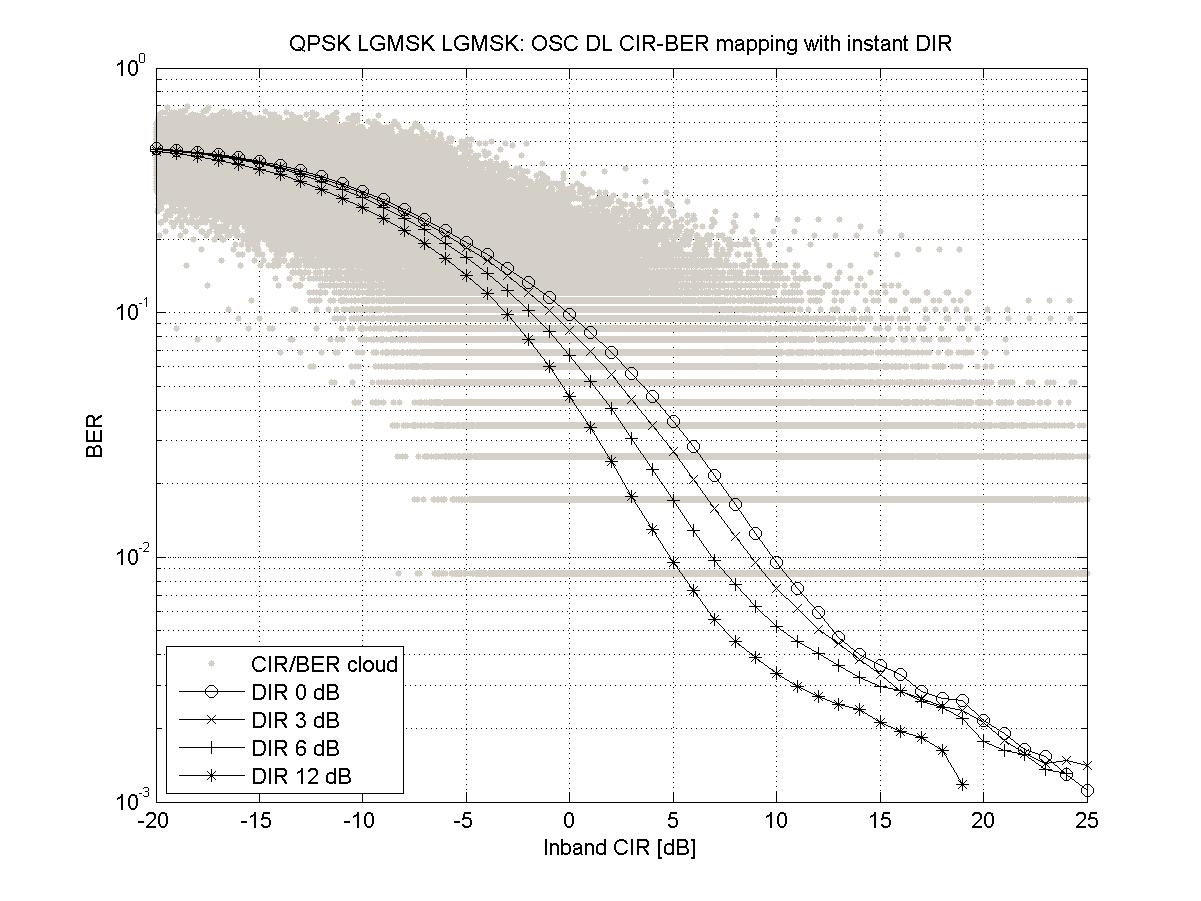 QPSK LGMSK LGMSK: OSC DL CIR-BER mapping with instant DIR
10^0
10^-1
10^-2
10^-3
BER
CIR/BER cloud
DIR 0 dB
DIR 3 dB
DIR 6 dB
DIR 12 dB
-20 -15 -10 -5 0 5 10 15 20 25
Inband CIR [dB]